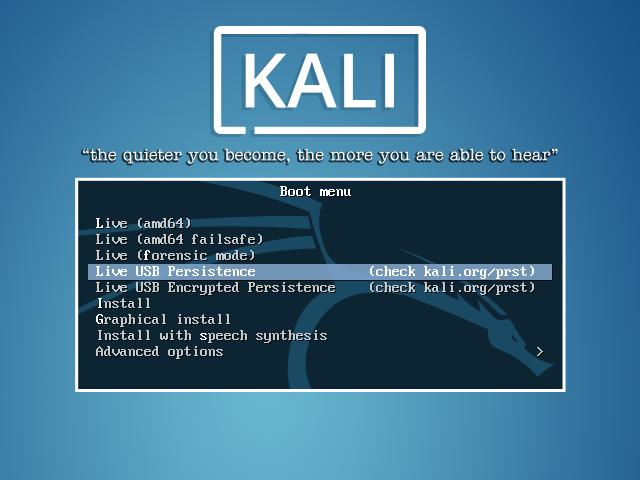 KALI
“the quieter you become, the more you are able to hear”
Boot menu
Live (amd64)
Live (amd64 failsafe)
Live (forensic mode)
Live USB Persistence (check kali.org/prst)
Live USB Encrypted Persistence (check kali.org/prst)
Install
Graphical install
Install with speech synthesis
Advanced options >